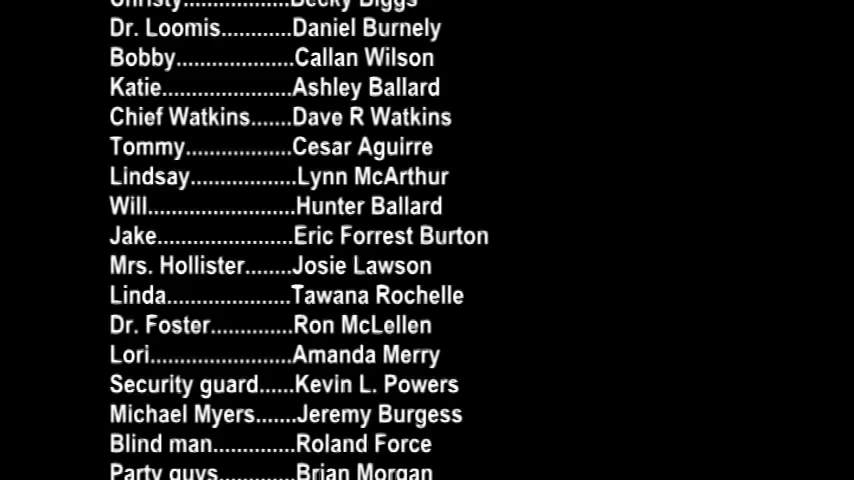 Christy..................Becky Biggs
Dr. Loomis............Daniel Burnely
Bobby....................Callan Wilson
Katie......................Ashley Ballard
Chief Watkins.......Dave R Watkins
Tommy..................Cesar Aguirre
Lindsay..................Lynn McArthur
Will.........................Hunter Ballard
Jake.......................Eric Forrest Burton
Mrs. Hollister........Josie Lawson
Linda.....................Tawana Rochelle
Dr. Foster..............Ron McLellen
Lori........................Amanda Merry
Security guard......Kevin L. Powers
Michael Myers.......Jeremy Burgess
Blind man..............Roland Force
Party guys.............Brian Morgan